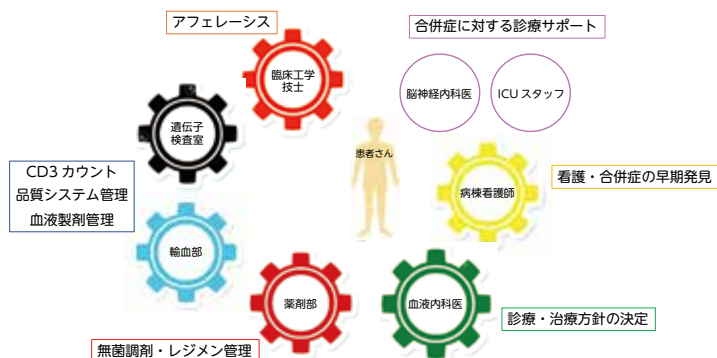 アフェレーシス
合併症に対する診療サポート
臨床工学
技士
脳神経内科医
ICU スタッフ
遺伝子
検査室
患者さん
CD3 カウント
品質システム管理
血液製剤管理
病棟看護師
看護・合併症の早期発見
輸血部
薬剤部
血液内科医
診療・治療方針の決定
無菌調剤・レジメン管理